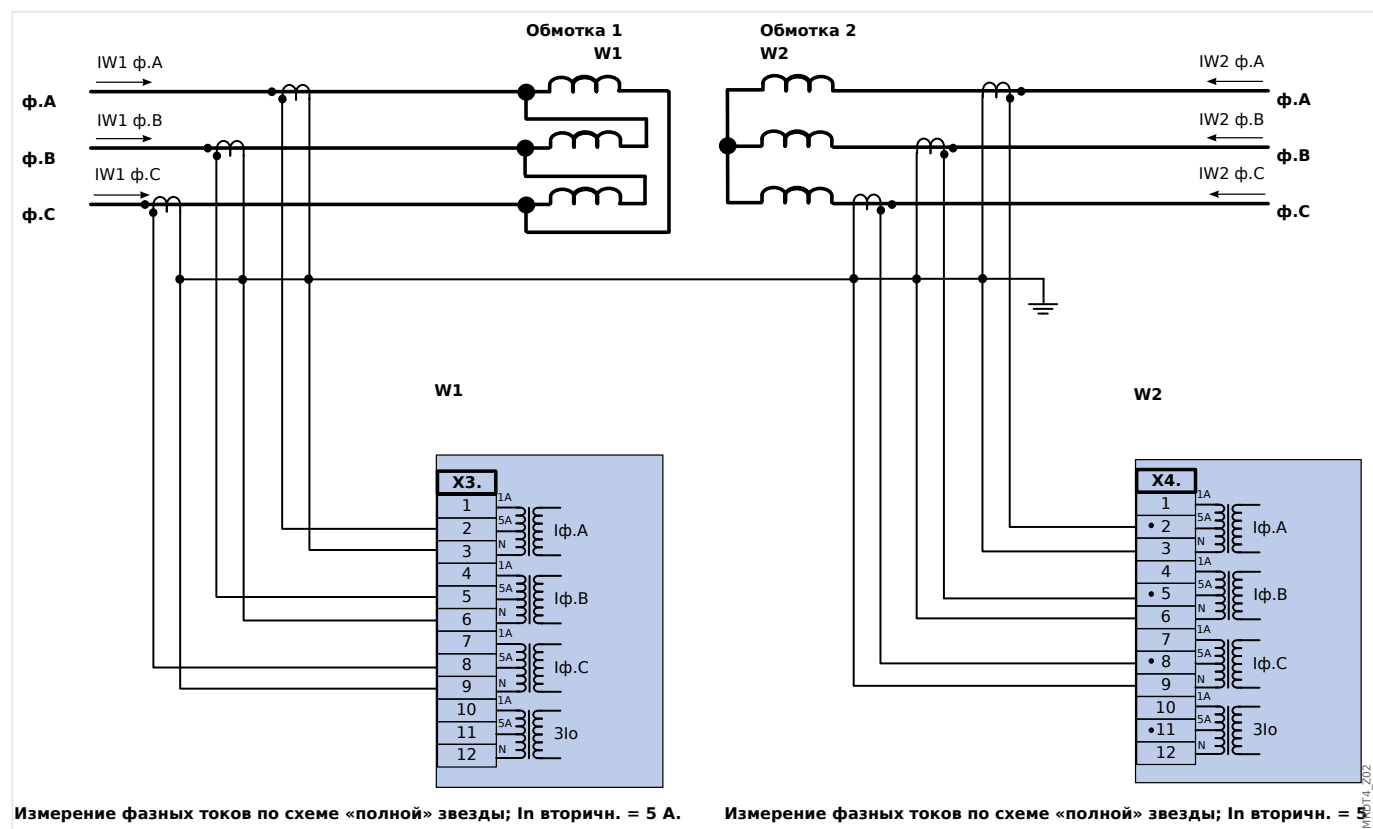 Обмотка 1
W1
Обмотка 2
W2
IW1 ф.A
IW2 ф.A
ф.A
ф.A
IW1 ф.B
IW2 ф.B
ф.B
ф.B
IW1 ф.C
IW2 ф.C
ф.C
ф.C
W1
W2
X3.
1
1A
2
5A
Iф.A
3
N
4
1A
5
5A
Iф.B
6
N
7
1A
8
5A
Iф.C
9
N
10
1A
11
5A
3Io
12
N
X4.
1
1A
2
5A
Iф.A
3
N
4
1A
5
5A
Iф.B
6
N
7
1A
8
5A
Iф.C
9
N
10
1A
11
5A
3Io
12
N
Измерение фазных токов по схеме «полной» звезды; In вторичн. = 5 A.
Измерение фазных токов по схеме «полной» звезды; In вторичн. = 5